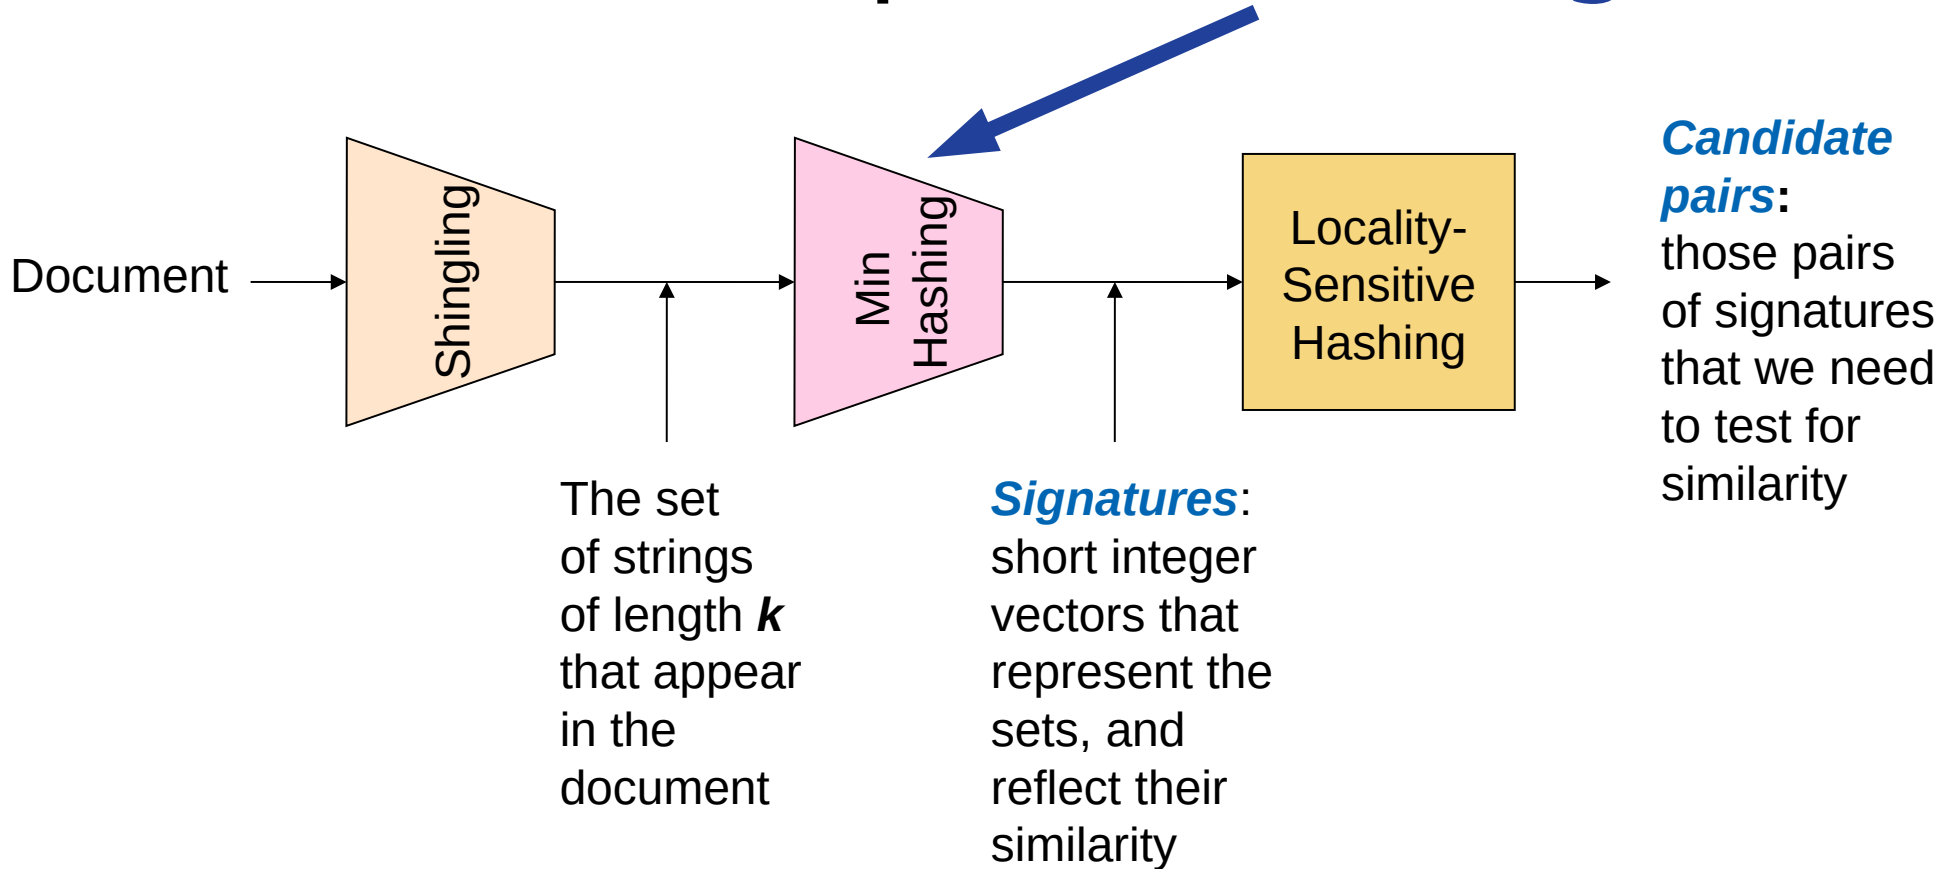 Document
Shingling
The set
of strings
of length k
that appear
in the
document
Min
Hashing
Signatures:
short integer
vectors that
represent the
sets, and
reflect their
similarity
Locality-
Sensitive
Hashing
Candidate
pairs:
those pairs
of signatures
that we need
to test for
similarity